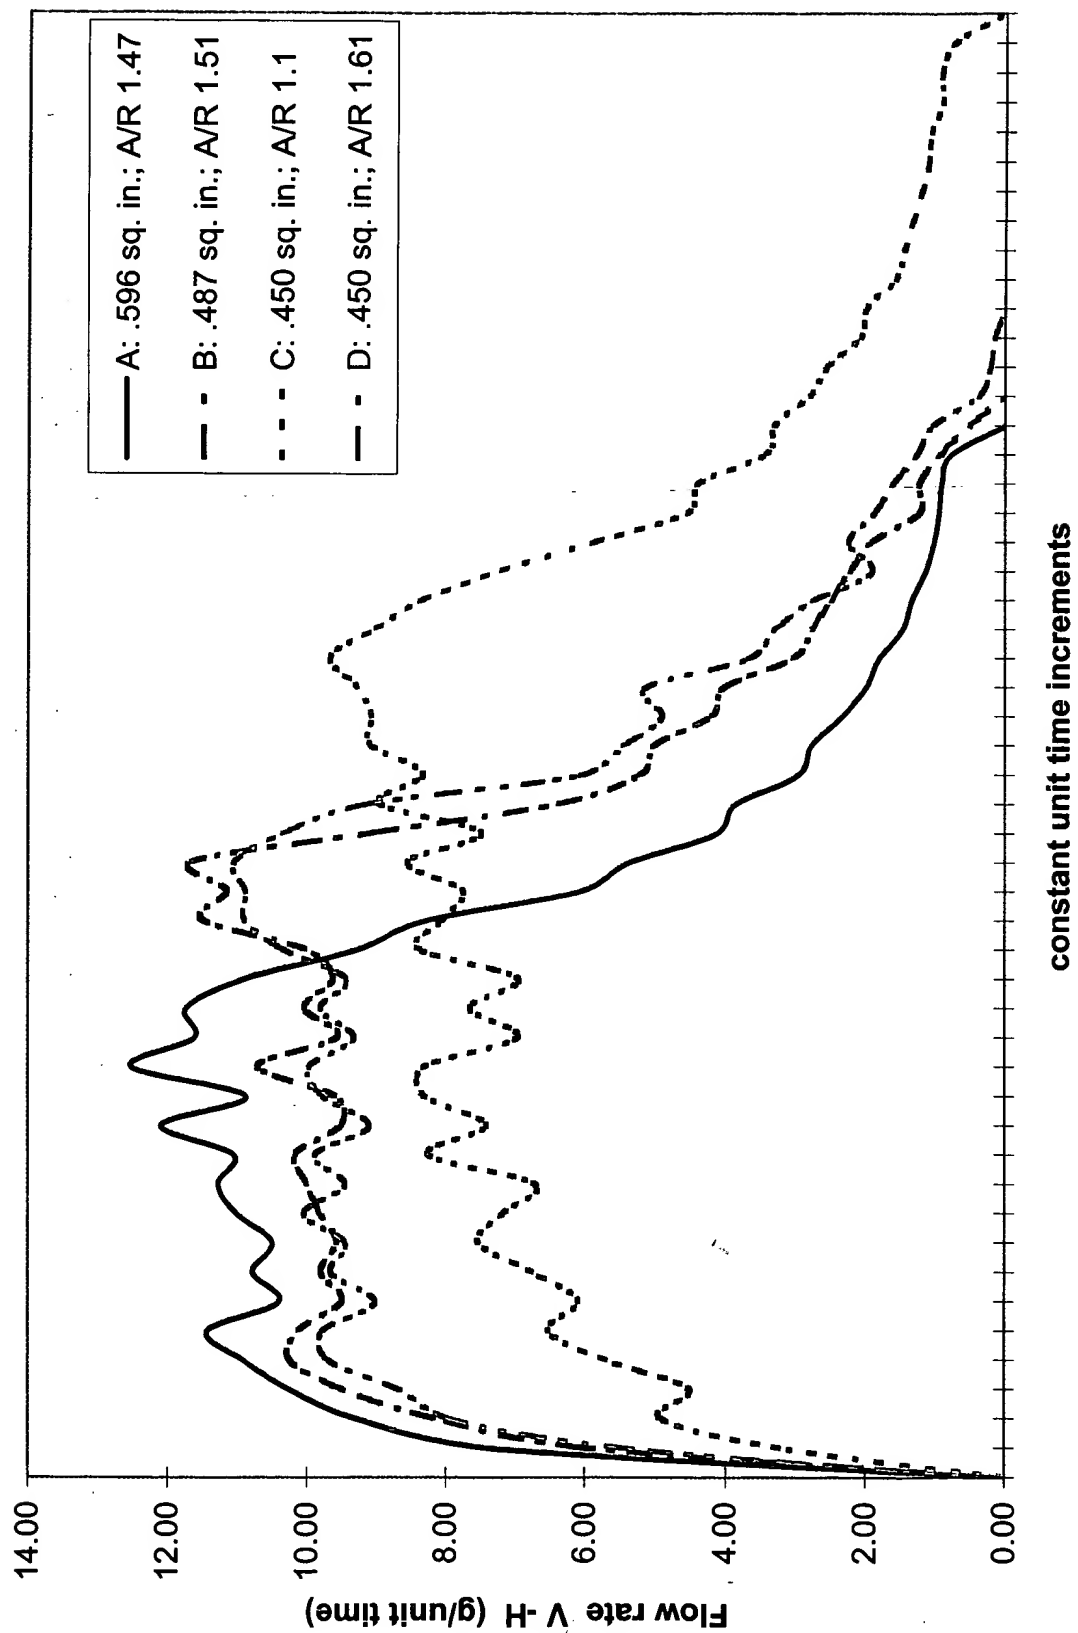 A: .596 sq. in.; A/R 1.47
B: .487 sq. in.; A/R 1.51
C: .450 sq. in.; A/R 1.1
D: .450 sq. in.; A/R 1.61
14.00
12.00
10.00
8.00
6.00
4.00
2.00
0.00
Flow rate V -H (g/unit time)
constant unit time increments